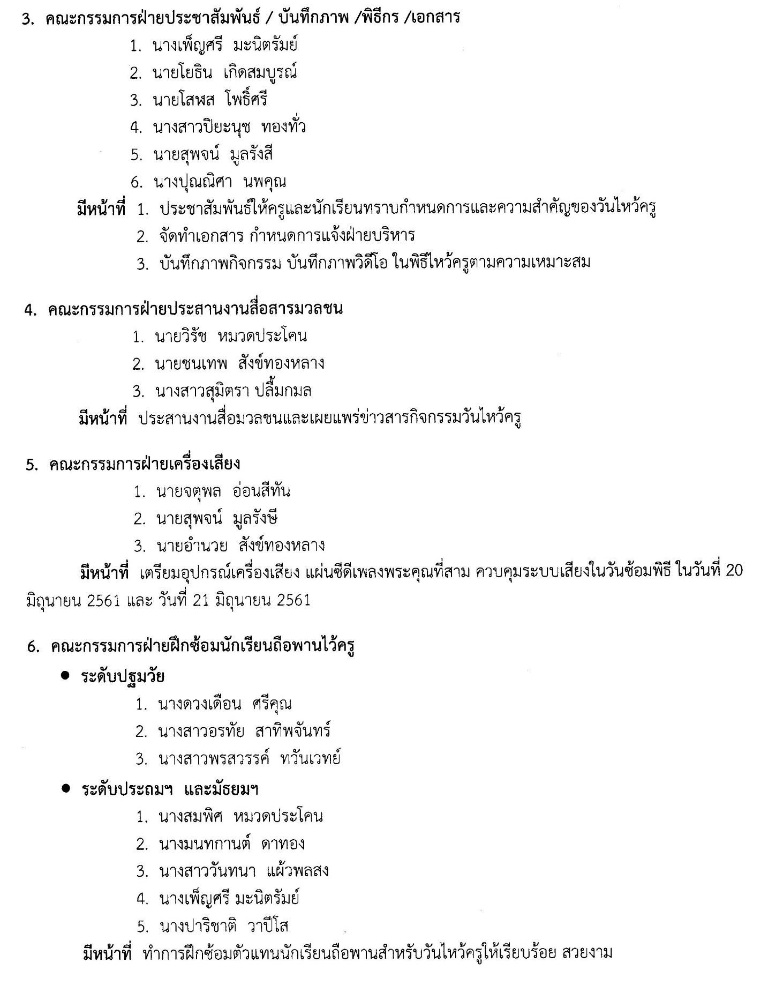 3. คณะกรรมการฝ่ายประชาสัมพันธ์ / บันทึกภาพ /พิธีกร /เอกสาร
1. นางเพ็ญศรี มะนิตรัมย์
2. นายโยธิน เกิดสมบูรณ์
3. นายโสฬส โพธิ์ศรี
4. นางสาวปิยะนุช ทองทั่ว
5. นายสุพจน์ มูลรังสี
6. นางปุณณิศา นพคุณ
มีหน้าที่ 1. ประชาสัมพันธ์ให้ครูและนักเรียนทราบกำหนดการและความสำคัญของวันไหว้ครู
2. จัดทำเอกสาร กำหนดการแจ้งฝ่ายบริหาร
3. บันทึกภาพกิจกรรม บันทึกภาพวิดีโอ ในพิธีไหว้ครูตามความเหมาะสม
4. คณะกรรมการฝ่ายประสานงานสื่อสารมวลชน
1. นายวิรัช หมวดประโคน
2. นายชนเทพ สังข์ทองหลาง
3. นางสาวสุมิตรา ปลื้มกมล
มีหน้าที่ ประสานงานสื่อมวลชนและเผยแพร่ข่าวสารกิจกรรมวันไหว้ครู
5. คณะกรรมการฝ่ายเครื่องเสียง
1. นายจตุพล อ่อนสีทัน
2. นายสุพจน์ มูลรังษี
3. นายอำนวย สังข์ทองหลาง
มีหน้าที่ เตรียมอุปกรณ์เครื่องเสียง แผ่นซีดีเพลงพระคุณที่สาม ควบคุมระบบเสียงในวันซ้อมพิธี ในวันที่ 20
มิถุนายน 2561 และ วันที่ 21 มิถุนายน 2561
6. คณะกรรมการฝ่ายฝึกซ้อมนักเรียนถือพานไว้ครู
• ระดับปฐมวัย
1. นางดวงเดือน ศรีคุณ
2. นางสาวอรทัย สาทิพจันทร์
3. นางสาวพรสวรรค์ ทวันเวทย์
• ระดับประถมฯ และมัธยมฯ
1. นางสมพิศ หมวดประโคน
2. นางมนทกานต์ ดาทอง
3. นางสาววันทนา แผ้วพลสง
4. นางเพ็ญศรี มะนิตรัมย์
5. นางปาริชาติ วาปีโส
มีหน้าที่ ทำการฝึกซ้อมตัวแทนนักเรียนถือพานสำหรับวันไหว้ครูให้เรียบร้อย สวยงาม